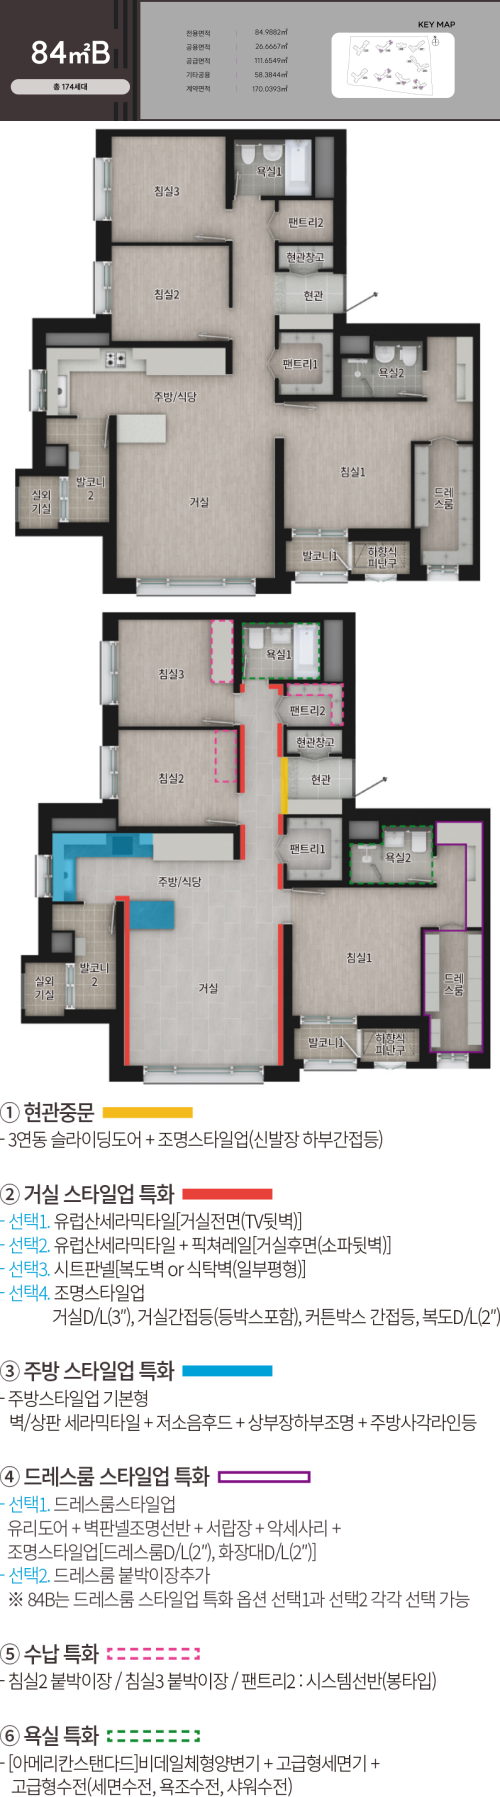 84㎡B
총 174세대
전용면적 84.9882㎡
공용면적 26.6667㎡
공급면적 111.6549㎡
기타공용 58.3844㎡
계약면적 170.0393㎡
KEY MAP
침실3
욕실1
팬트리2
현관창고
침실2
현관
팬트리1
욕실2
주방/식당
침실1
발코니
2
실외
기실
거실
드레
스룸
발코니1
하향식
피난구
침실3
욕실1
팬트리2
현관창고
침실2
현관
팬트리1
욕실2
주방/식당
침실1
발코니
2
실외
기실
거실
드레
스룸
발코니1
하향식
피난구
① 현관중문
- 3연동 슬라이딩도어 + 조명스타일업(신발장 하부간접등)
② 거실 스타일업 특화
- 선택1. 유럽산세라믹타일[거실전면(TV뒷벽)]
- 선택2. 유럽산세라믹타일 + 픽쳐레일[거실후면(소파뒷벽)]
- 선택3. 시트판넬[복도벽 or 식탁벽(일부평형)]
- 선택4. 조명스타일업
거실D/L(3"), 거실간접등(등박스포함), 커튼박스 간접등, 복도D/L(2")
③ 주방 스타일업 특화
- 주방스타일업 기본형
벽/상판 세라믹타일 + 저소음후드 + 상부장하부조명 + 주방사각라인등
④ 드레스룸 스타일업 특화
- 선택1. 드레스룸스타일업
유리도어 + 벽판넬조명선반 + 서랍장 + 악세사리 +
조명스타일업[드레스룸D/L(2"), 화장대D/L(2")]
- 선택2. 드레스룸 붙박이장추가
※ 84B는 드레스룸 스타일업 특화 옵션 선택1과 선택2 각각 선택 가능
⑤ 수납 특화
- 침실2 붙박이장 / 침실3 붙박이장 / 팬트리2 : 시스템선반(봉타입)
⑥ 욕실 특화
- [아메리칸스탠다드]비데일체형양변기 + 고급형세면기 +
고급형수전(세면수전, 욕조수전, 샤워수전)